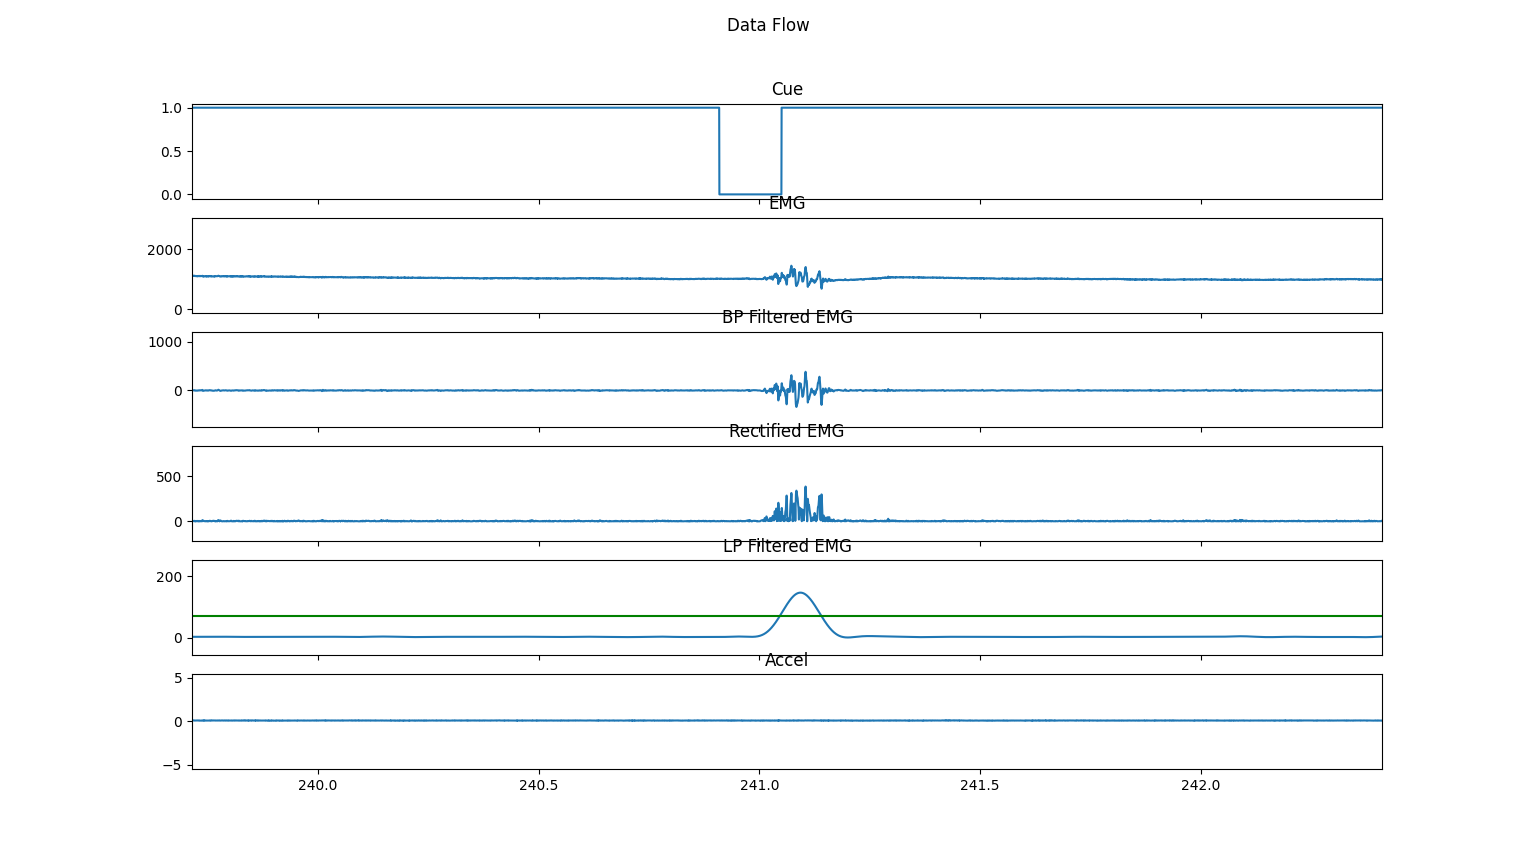 Data Flow
Cue
1.0
0.5
0.0
EMG
2000
0
BP Filtered EMG
1000
0
Rectified EMG
500
0
LP Filtered EMG
200
0
Accel
5
0
−5
240.0 240.5 241.0 241.5 242.0